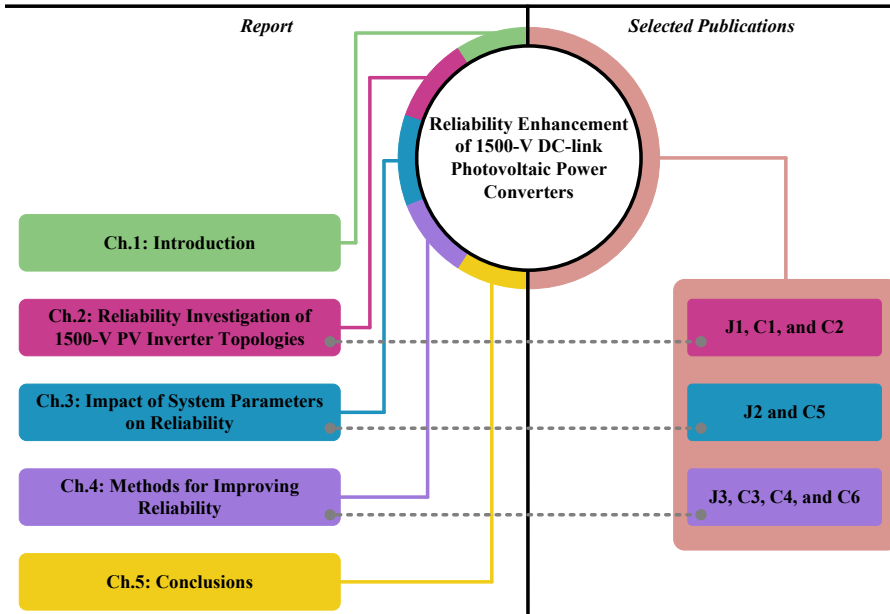 Report
Selected Publications
Reliability Enhancement
of 1500-V DC-link
Photovoltaic Power
Converters
Ch.1: Introduction
Ch.2: Reliability Investigation of
1500-V PV Inverter Topologies
J1, C1, and C2
Ch.3: Impact of System Parameters
on Reliability
J2 and C5
Ch.4: Methods for Improving
Reliability
J3, C3, C4, and C6
Ch.5: Conclusions